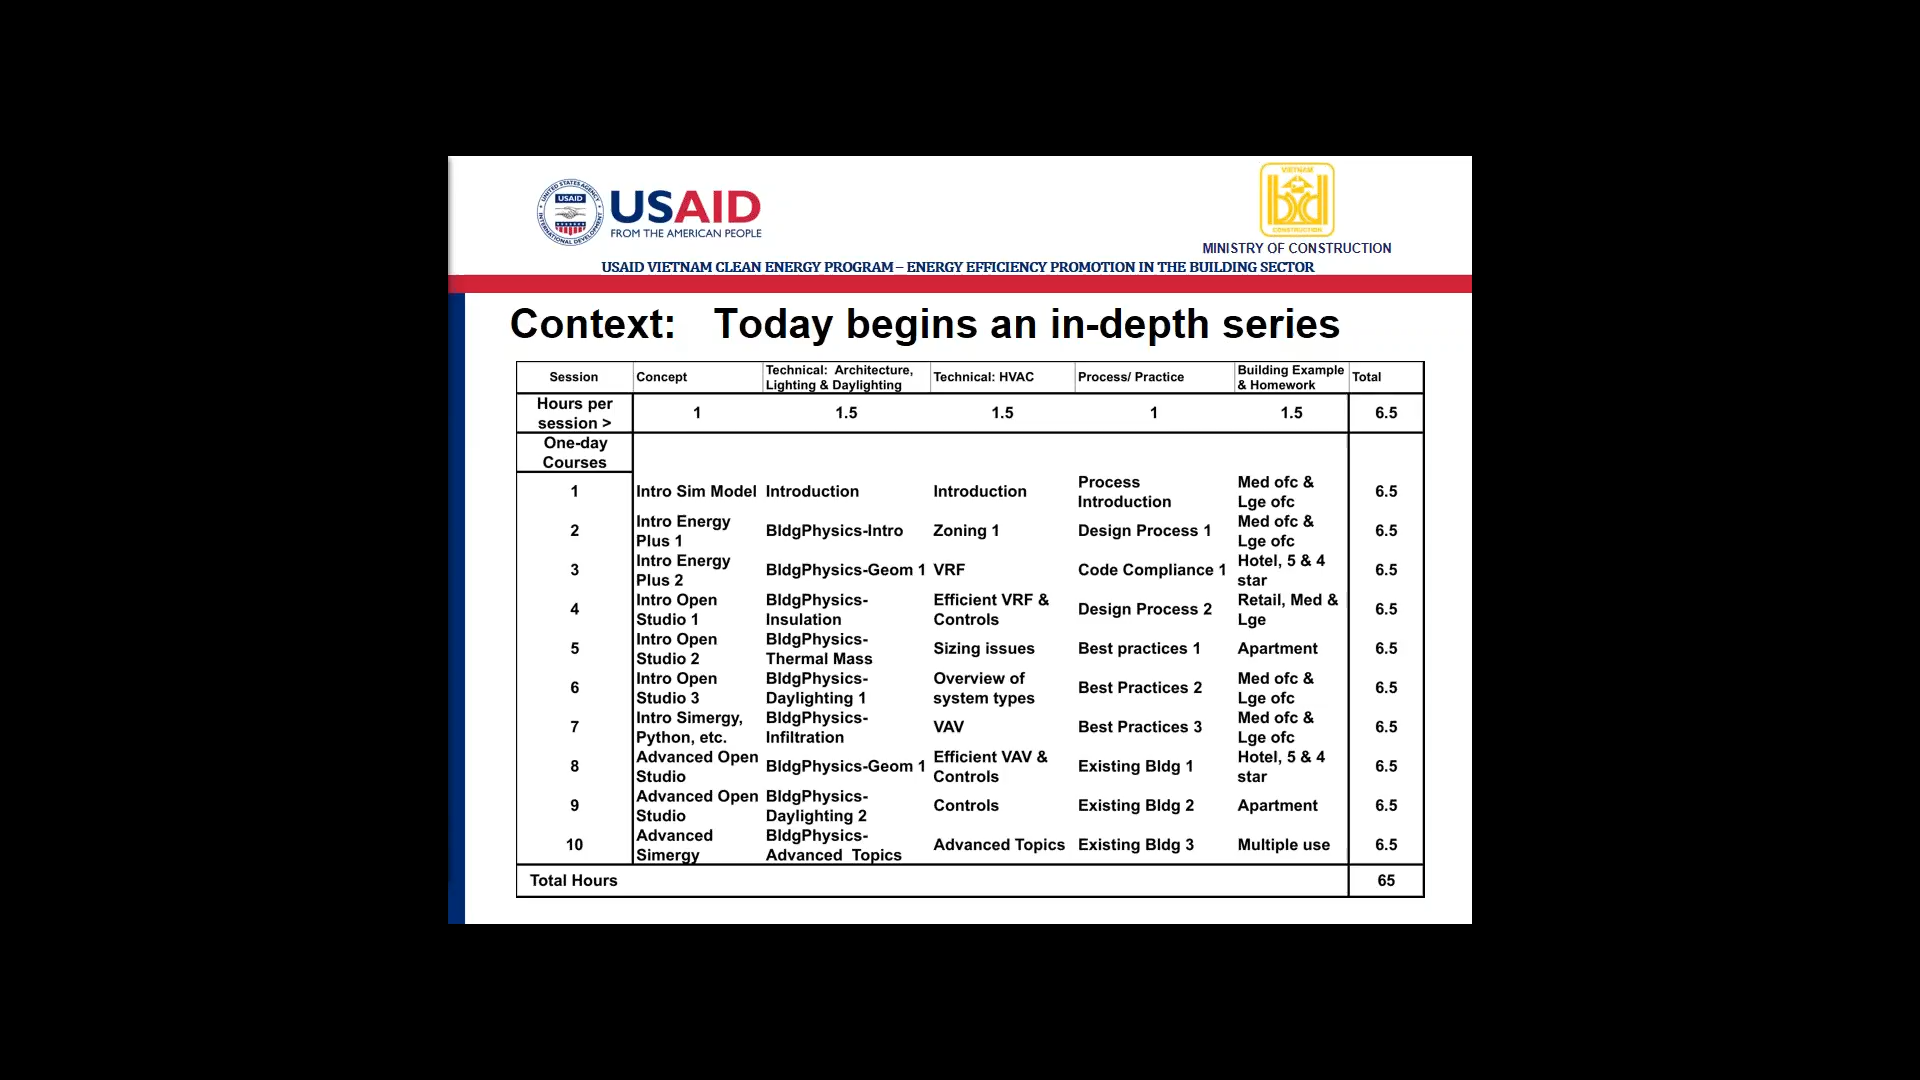 UNITED STATES AGENCY
USAID
INTERNATIONAL DEVELOPMENT
USAID
FROM THE AMERICAN PEOPLE
VIETNAM
bxd
CONSTRUCTION
MINISTRY OF CONSTRUCTION
USAID VIETNAM CLEAN ENERGY PROGRAM – ENERGY EFFICIENCY PROMOTION IN THE BUILDING SECTOR
Context: Today begins an in-depth series
Session Concept Technical: Architecture, Lighting & Daylighting Technical: HVAC Process/ Practice Building Example & Homework Total
Hours per session > 1 1.5 1.5 1 1.5 6.5
One-day Courses
1 Intro Sim Model Introduction Introduction Process Introduction Med ofc & Lge ofc 6.5
2 Intro Energy Plus 1 BldgPhysics-Intro Zoning 1 Design Process 1 Med ofc & Lge ofc 6.5
3 Intro Energy Plus 2 BldgPhysics-Geom 1 VRF Code Compliance 1 Hotel, 5 & 4 star 6.5
4 Intro Open Studio 1 BldgPhysics-Insulation Efficient VRF & Controls Design Process 2 Retail, Med & Lge 6.5
5 Intro Open Studio 2 BldgPhysics-Thermal Mass Sizing issues Best practices 1 Apartment 6.5
6 Intro Open Studio 3 BldgPhysics-Daylighting 1 Overview of system types Best Practices 2 Med ofc & Lge ofc 6.5
7 Intro Simergy, Python, etc. BldgPhysics-Infiltration VAV Best Practices 3 Med ofc & Lge ofc 6.5
8 Advanced Open Studio BldgPhysics-Geom 1 Efficient VAV & Controls Existing Bldg 1 Hotel, 5 & 4 star 6.5
9 Advanced Open Studio BldgPhysics-Daylighting 2 Controls Existing Bldg 2 Apartment 6.5
10 Advanced Simergy BldgPhysics-Advanced Topics Advanced Topics Existing Bldg 3 Multiple use 6.5
Total Hours 65